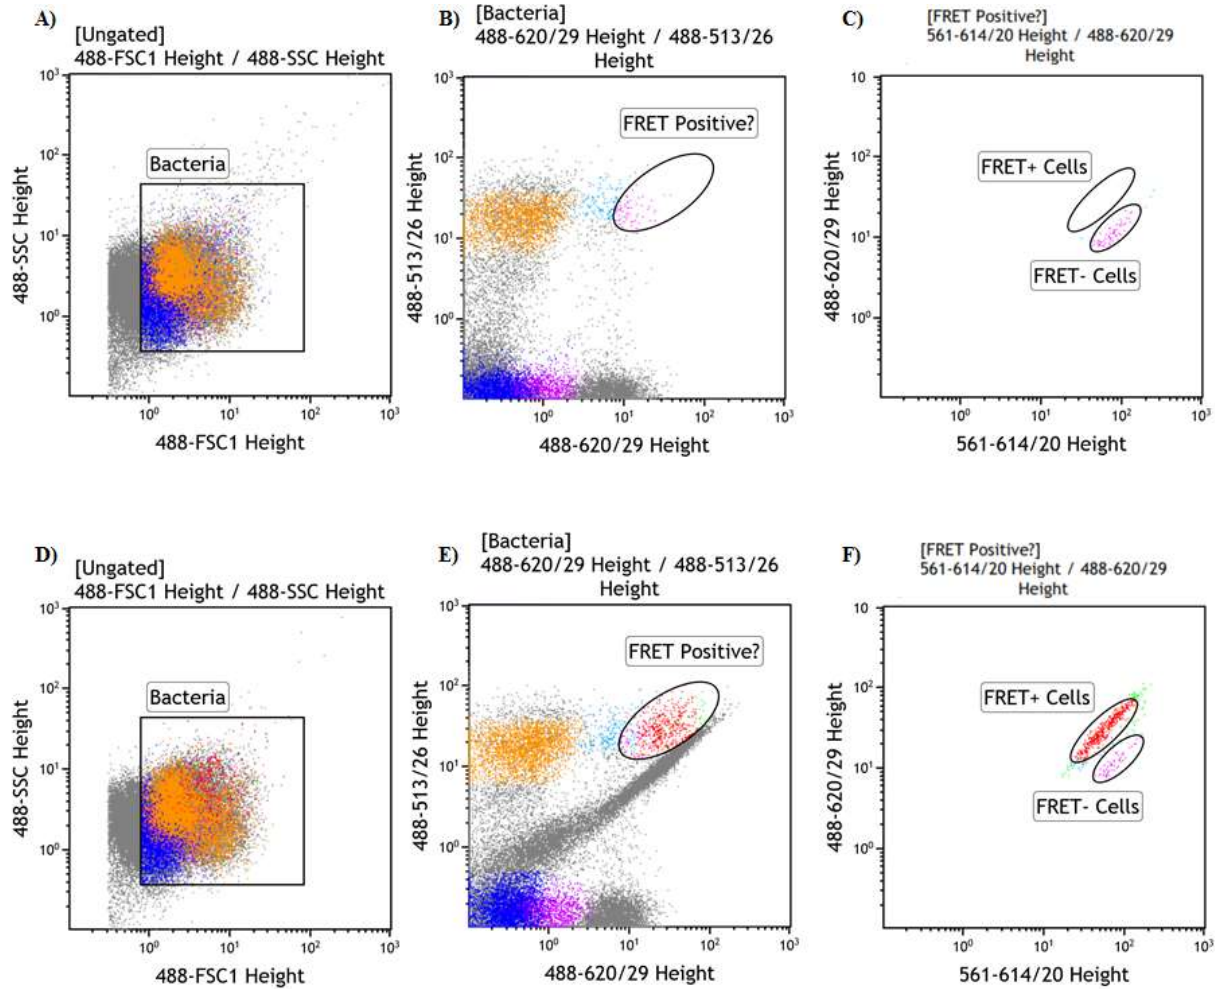 A)
[Ungated]
488-FSC1 Height / 488-SSC Height
10³
10²
10¹
10⁰
488-SSC Height
Bacteria
10⁰ 10¹ 10² 10³
488-FSC1 Height
B)
[Bacteria]
488-620/29 Height / 488-513/26
Height
10³
10²
10¹
10⁰
488-513/26 Height
FRET Positive?
10⁰ 10¹ 10² 10³
488-620/29 Height
C)
[FRET Positive?]
561-614/20 Height / 488-620/29
Height
10
10²
10¹
10⁰
488-620/29 Height
FRET+ Cells
FRET- Cells
10⁰ 10¹ 10² 10³
561-614/20 Height
D)
[Ungated]
488-FSC1 Height / 488-SSC Height
10³
10²
10¹
10⁰
488-SSC Height
Bacteria
10⁰ 10¹ 10² 10³
488-FSC1 Height
E)
[Bacteria]
488-620/29 Height / 488-513/26
Height
10³
10²
10¹
10⁰
488-513/26 Height
FRET Positive?
10⁰ 10¹ 10² 10³
488-620/29 Height
F)
[FRET Positive?]
561-614/20 Height / 488-620/29
Height
10
10²
10¹
10⁰
488-620/29 Height
FRET+ Cells
FRET- Cells
10⁰ 10¹ 10² 10³
561-614/20 Height